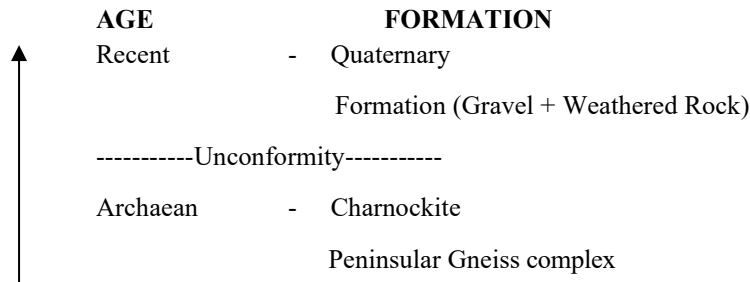 AGE FORMATION
Recent - Quaternary
Formation (Gravel + Weathered Rock)
-----------Unconformity-----------
Archaean - Charnockite
Peninsular Gneiss complex